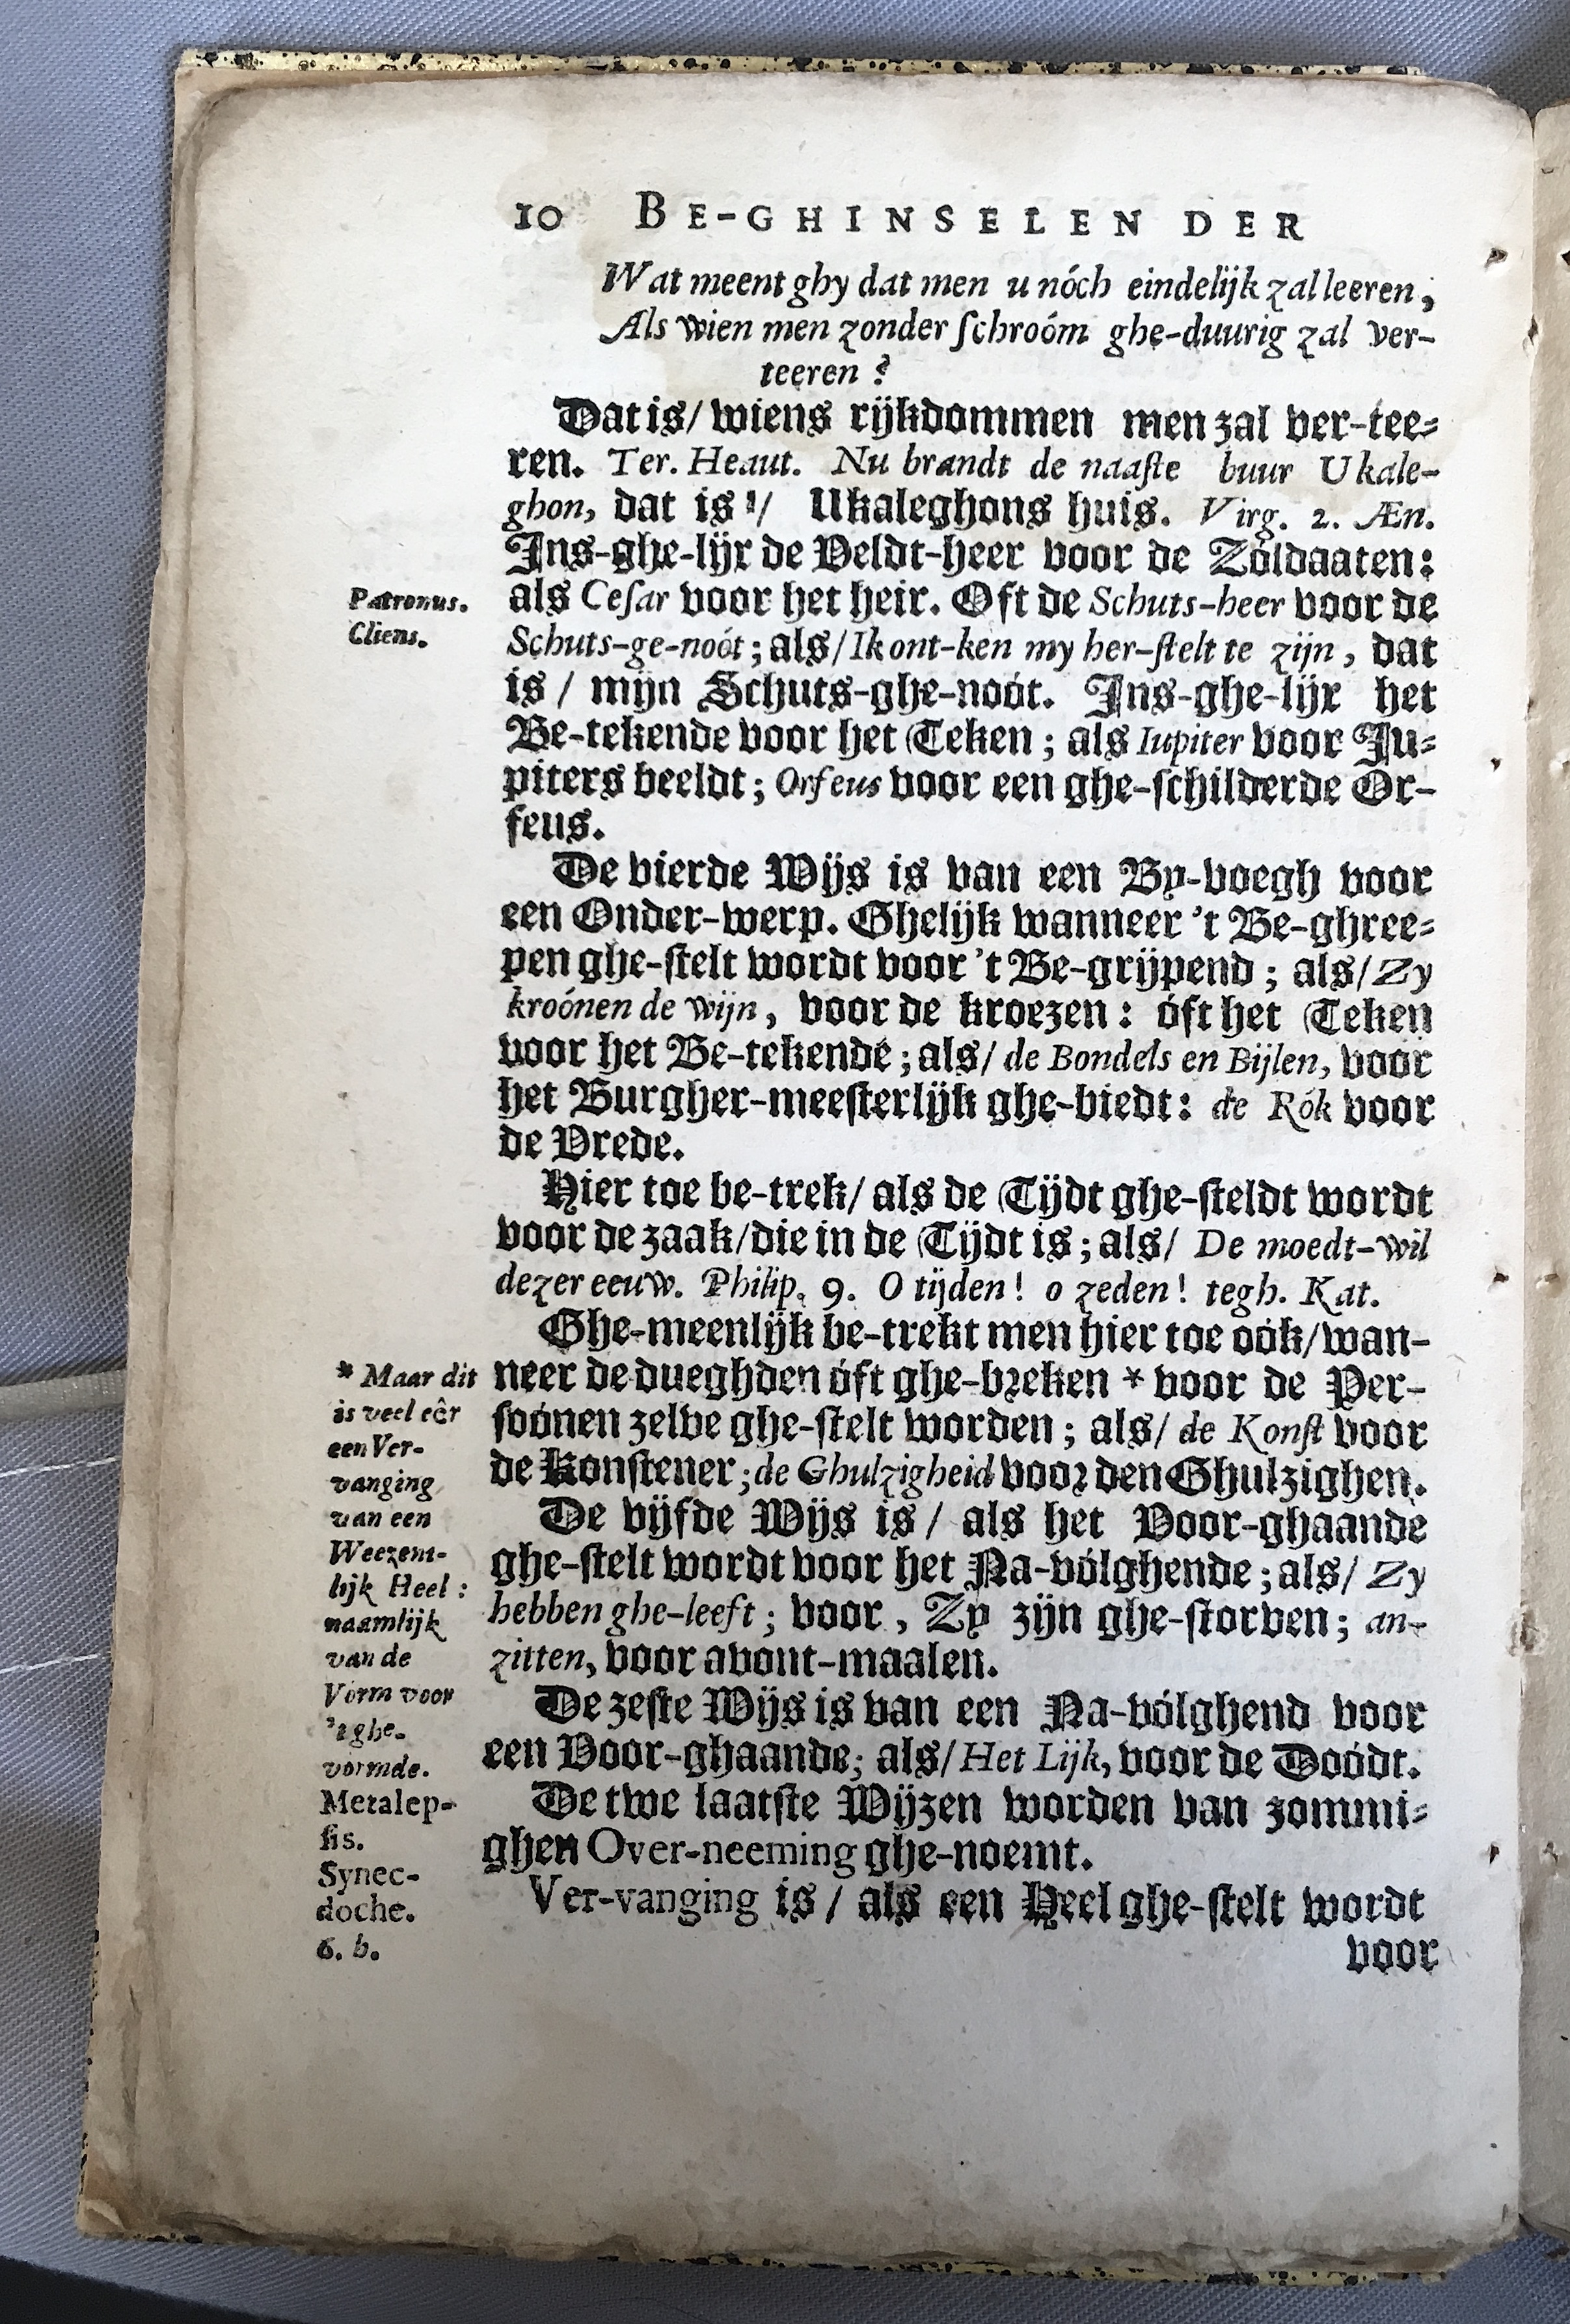 10 BE-GHINSELEN DER
Wat meent ghy dat men u nóch eindelijk zal leeren,
Als wien men zonder ſchroóm ghe-duurig zal ver-
teeren?
Dat is/ wiens rijkdommen men zal ver-tee-
ren. Ter. Heaut. Nu brandt de naaſte buur Ukale-
ghon, dat is / Ukaleghons huis. Virg. 2. Æn.
Ins-ghe-lijx de Veldt-heer voor de Zóldaaten:
als Ceſar voor het heir. Oft de Schuts-heer voor de
Schuts-ge-noót; als/ Ik ont-ken my her-ſtelt te zijn, dat
is / mijn Schuts-ghe-noót. Ins-ghe-lijx het
Be-tekende voor het Teken; als Iupiter voor Ju-
piters beeldt; Orfeus voor een ghe-ſchilderde Or-
feus.
De vierde Wijs is van een By-voegh voor
een Onder-werp. Ghelijk wanneer 't Be-ghree-
pen ghe-ſtelt wordt voor 't Be-grijpend; als/ Zy
kroónen de wijn, voor de kroezen: óft het Teken
voor het Be-tekende; als/ de Bondels en Bijlen, voor
het Burgher-meeſterlijk ghe-biedt: de Rók voor
de Vrede.
Hier toe be-trek/ als de Tijdt ghe-ſteldt wordt
voor de zaak/ die in de Tijdt is; als/ De moedt-wil
dezer eeuw. Philip. 9. O tijden! o zeden! tegh. Kat.
Ghe-meenlijk be-trekt men hier toe oók/ wan-
neer de dueghden óft ghe-breken * voor de Per-
ſoónen zelve ghe-ſtelt worden; als/ de Konſt voor
de Konſtener; de Ghulzigheid voor den Ghulzighen.
De vijfde Wijs is/ als het Voor-ghaande
ghe-ſtelt wordt voor het Na-vólghende; als/ Zy
hebben ghe-leeft; voor, Zy zijn ghe-ſtorven; an-
zitten, voor avont-maalen.
De zeſte Wijs is van een Na-vólghend voor
een Voor-ghaande; als/ Het Lijk, voor de Doódt.
De twe laatſte Wijzen worden van zommi-
ghen Over-neeming ghe-noemt.
Ver-vanging is / als een Heel ghe-ſtelt wordt
voor
Patronus.
Cliens.
* Maar dit
is veel eêr
een Ver-
vanging
van een
Weezent-
lijk Heel:
naamlijk
van de
Vorm voor
't ghe-
vormde.
Metalep-
ſis.
Synec-
doche.
6. b.